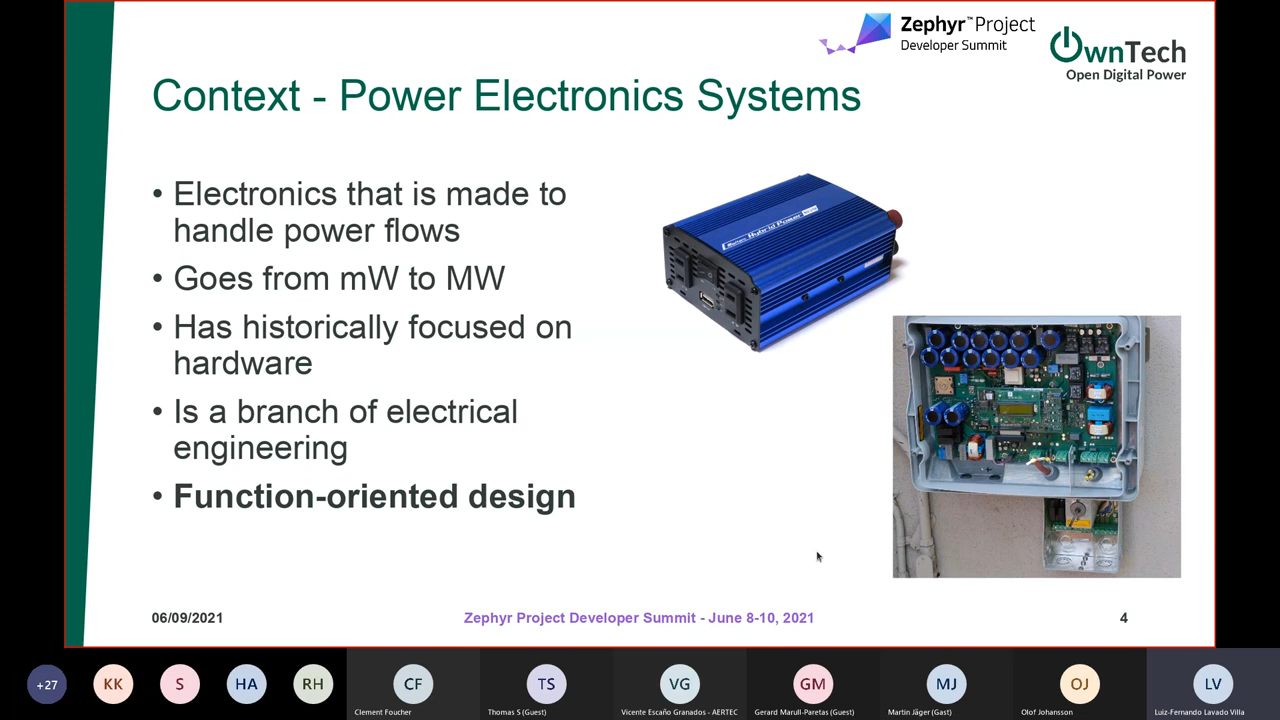 Zephyr™Project
Developer Summit
OwnTech
Open Digital Power
Context - Power Electronics Systems
• Electronics that is made to
handle power flows
• Goes from mW to MW
• Has historically focused on
hardware
• Is a branch of electrical
engineering
• Function-oriented design
Hybrid Power
06/09/2021
Zephyr Project Developer Summit - June 8-10, 2021
4
+27
KK
S
HA
RH
CF
TS
VG
GM
MJ
OJ
LV
Clement Foucher
Thomas S (Guest)
Vicente Escaño Granados - AERTEC
Gerard Marull-Paretas (Guest)
Martin Jäger (Gast)
Olof Johansson
Luiz-Fernando Lavado Villa